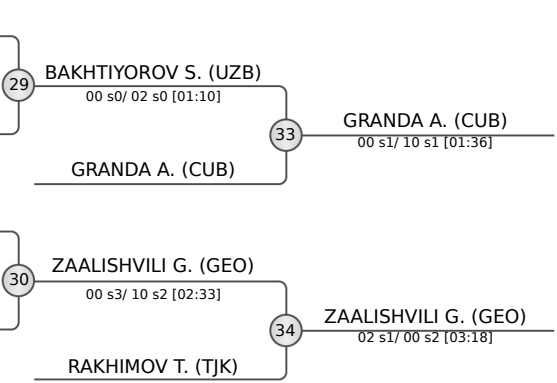 29
BAKHTIYOROV S. (UZB)
00 s0/ 02 s0 [01:10]
33
GRANDA A. (CUB)
00 s1/ 10 s1 [01:36]
GRANDA A. (CUB)
30
ZAALISHVILI G. (GEO)
00 s3/ 10 s2 [02:33]
34
ZAALISHVILI G. (GEO)
02 s1/ 00 s2 [03:18]
RAKHIMOV T. (TJK)